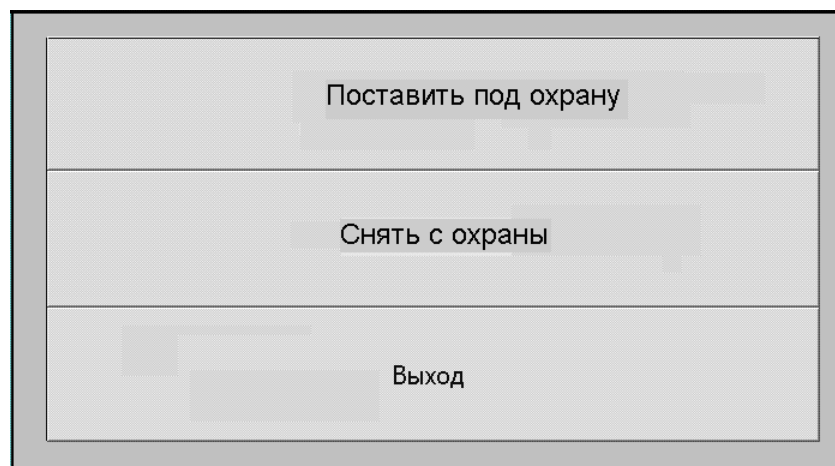 Поставить под охрану
Снять с охраны
Выход